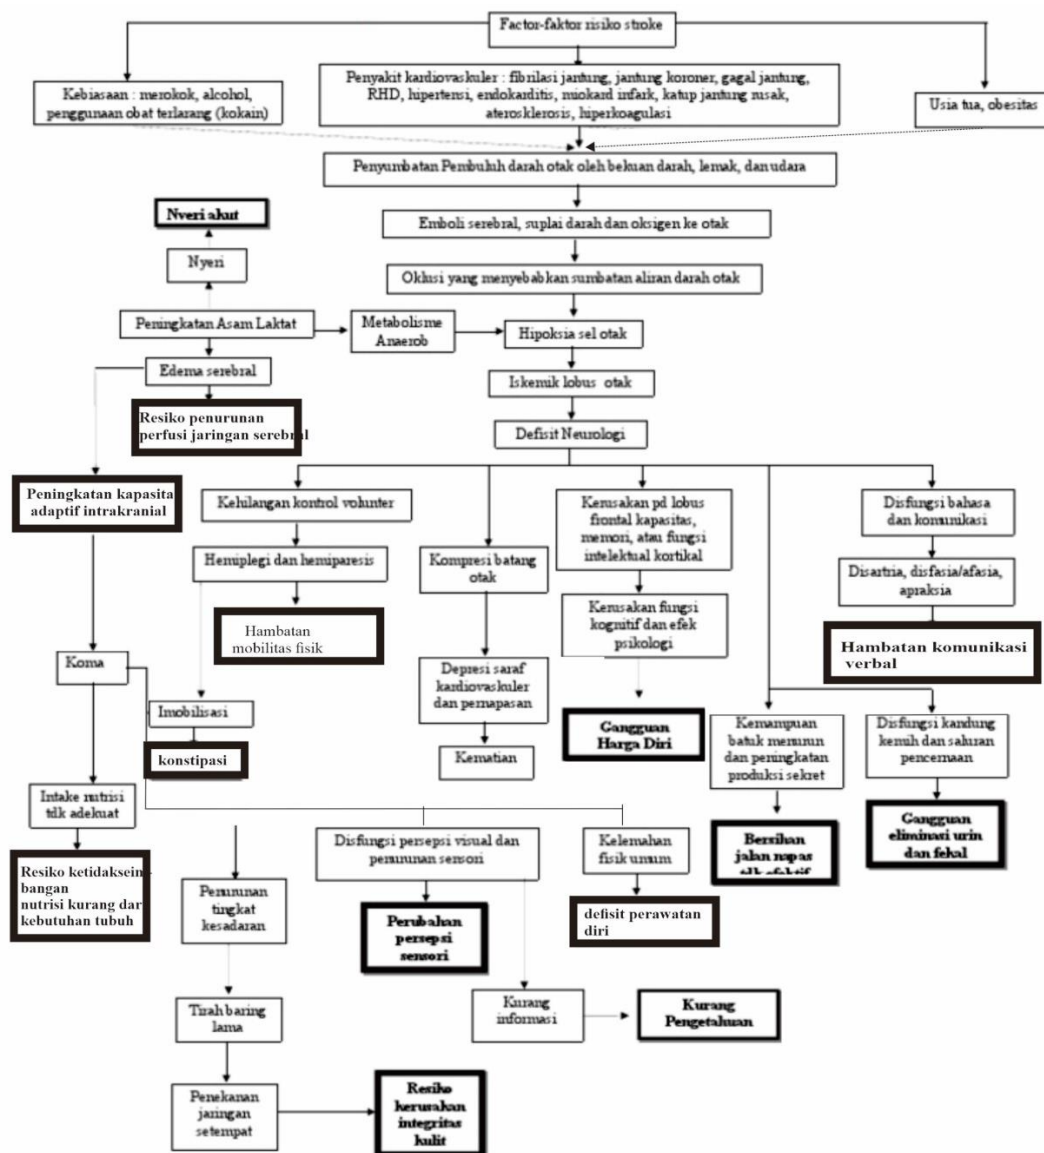 Factor-faktor risiko stroke
Kebiasaan : merokok, alcohol,
penggunaan obat terlarang (kokain)
Penyakit kardiovaskuler : fibrilasi jantung, jantung koroner, gagal jantung,
RHD, hipertensi, endokarditis, miokard infark, katup jantung rusak,
aterosklerosis, hiperkoagulasi
Usia tua, obesitas
Penyumbatan Pembuluh darah otak oleh bekuan darah, lemak, dan udara
Nyeri akut
Emboli serebral, suplai darah dan oksigen ke otak
Nyeri
Oklusi yang menyebabkan sumbatan aliran darah otak
Peningkatan Asam Laktat
Metabolisme
Anaerob
Hipoksia sel otak
Edema serebral
Iskemik lobus otak
Resiko penurunan
perfusi jaringan serebral
Defisit Neurologi
Peningkatan kapasita
adaptif intrakranial
Kehilangan kontrol volunter
Kerusakan pd lobus
frontal kapasitas,
memori, atau fungsi
intelektual kortikal
Disfungsi bahasa
dan komunikasi
Hemiplegi dan hemiparesis
Kompresi batang
otak
Disartria, disfasia/afasia,
apraksia
Kerusakan fungsi
kognitif dan efek
psikologi
Hambatan
mobilitas fisik
Hambatan komunikasi
verbal
Koma
Depresi saraf
kardiovaskuler
dan pernapasan
Imobilisasi
Gangguan
Harga Diri
Kemampuan
batuk menurun
dan peningkatan
produksi sekret
Disfungsi kandung
kemih dan saluran
pencernaan
konstipasi
Kematian
Intake nutrisi
tdk adekuat
Disfungsi persepsi visual dan
penurunan sensori
Kelemahan
fisik umum
Bersihan
jalan napas
tdk efektif
Gangguan
eliminasi urin
dan fekal
Resiko ketidaksein-
bangan
nutrisi kurang dar
kebutuhan tubuh
Penurunan
tingkat
kesadaran
Perubahan
persepsi
sensori
defisit perawatan
diri
Tirah baring
lama
Kurang
informasi
Kurang
Pengetahuan
Penekanan
jaringan
setempat
Resiko
kerusakan
integritas
kulit